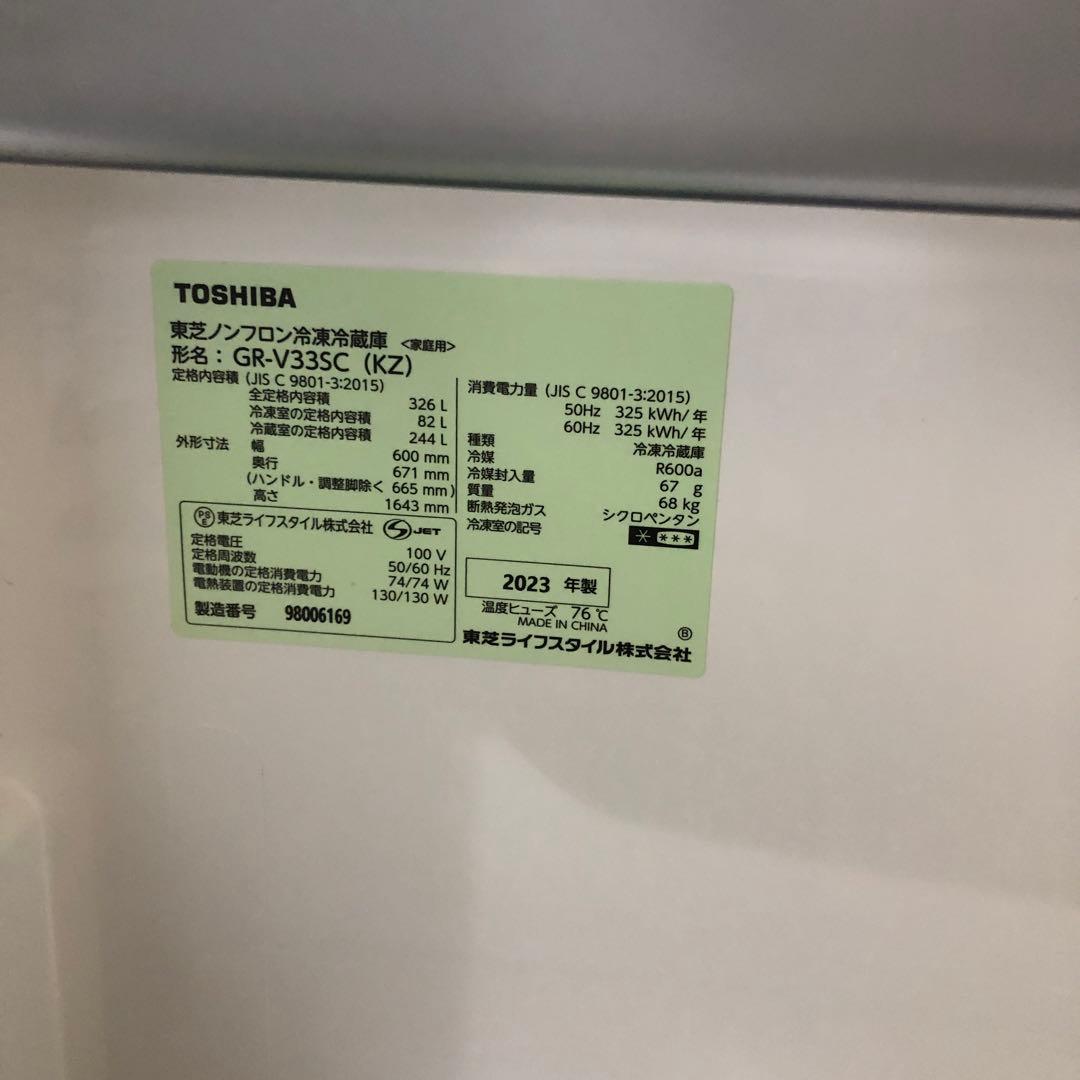 TOSHIBA
東芝ノンフロン冷凍冷蔵庫 <家庭用>
形名：GR-V33SC (KZ)
定格内容積 (JIS C 9801-3:2015)
全定格内容積 326 L
冷凍室の定格内容積 82 L
冷蔵室の定格内容積 244 L
外形寸法 幅 600 mm
奥行 671 mm
(ハンドル・調整脚除く 665 mm)
高さ 1643 mm
PSE 東芝ライフスタイル株式会社 S JET
定格電圧 100 V
定格周波数 50/60 Hz
電動機の定格消費電力 74/74 W
電熱装置の定格消費電力 130/130 W
製造番号 98006169
消費電力量 (JIS C 9801-3:2015)
50Hz 325 kWh/年
60Hz 325 kWh/年
種類 冷凍冷蔵庫
冷媒 R600a
冷媒封入量 67 g
質量 68 kg
断熱発泡ガス シクロペンタン
冷凍室の記号 * ***
2023 年製
温度ヒューズ 76 ℃
MADE IN CHINA
Ⓑ
東芝ライフスタイル株式会社